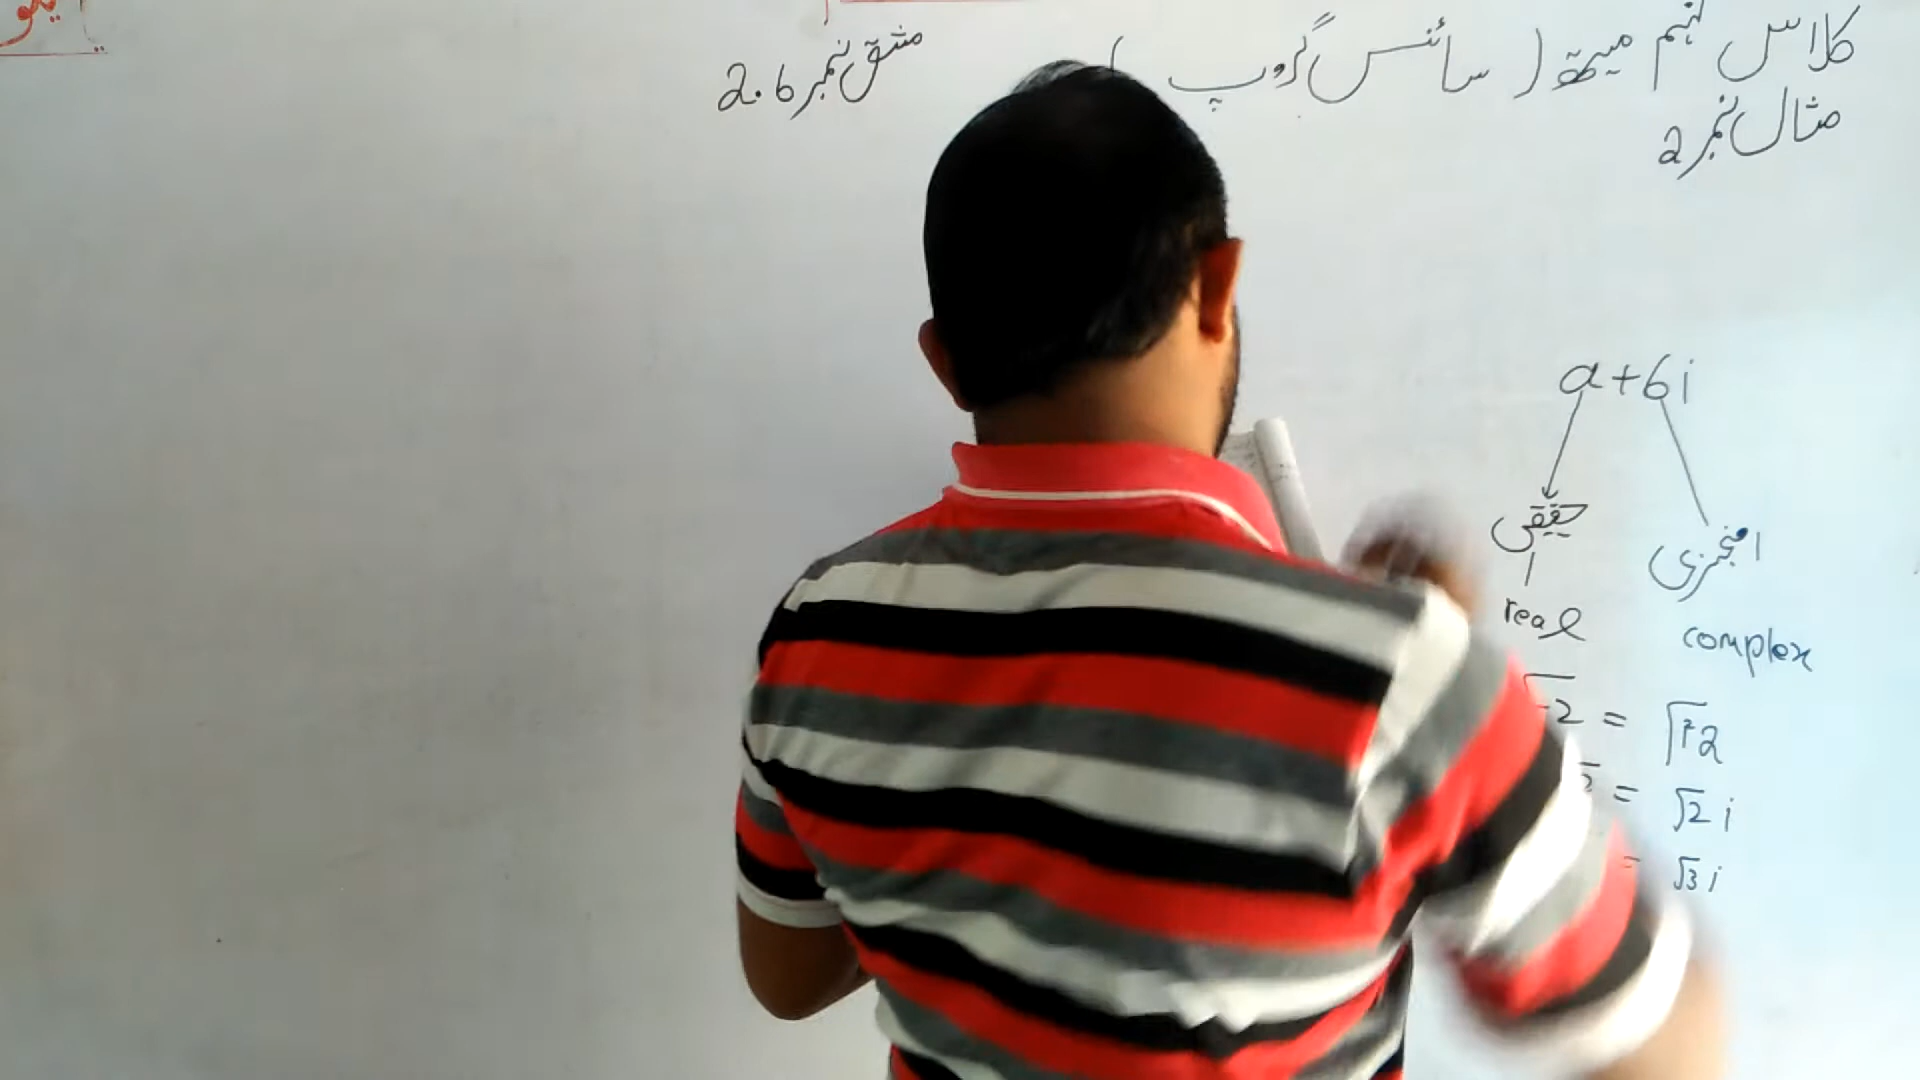 کلاس نہم میتھ ( سائنس گروپ ) مشق نمبر 2.6
مثال نمبر 2
a+bi
حقیقی امیجنری
real complex
-2 = √i²2
= √2 i
= √3 i